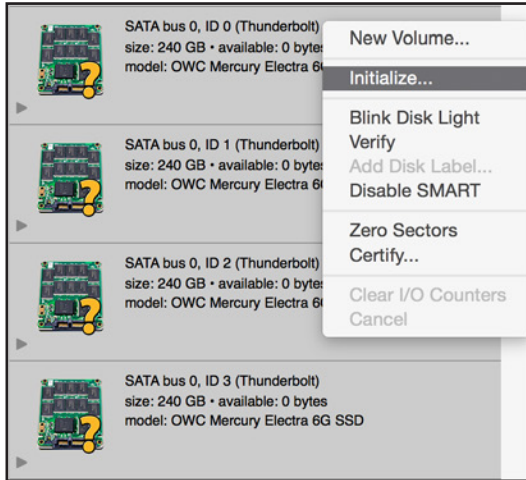 SATA bus 0, ID 0 (Thunderbolt)
size: 240 GB • available: 0 bytes
model: OWC Mercury Electra 6
New Volume...
Initialize...
Blink Disk Light
Verify
Add Disk Label...
Disable SMART
Zero Sectors
Certify...
Clear I/O Counters
Cancel
SATA bus 0, ID 1 (Thunderbolt)
size: 240 GB • available: 0 bytes
model: OWC Mercury Electra 6
SATA bus 0, ID 2 (Thunderbolt)
size: 240 GB • available: 0 bytes
model: OWC Mercury Electra 6
SATA bus 0, ID 3 (Thunderbolt)
size: 240 GB • available: 0 bytes
model: OWC Mercury Electra 6G SSD